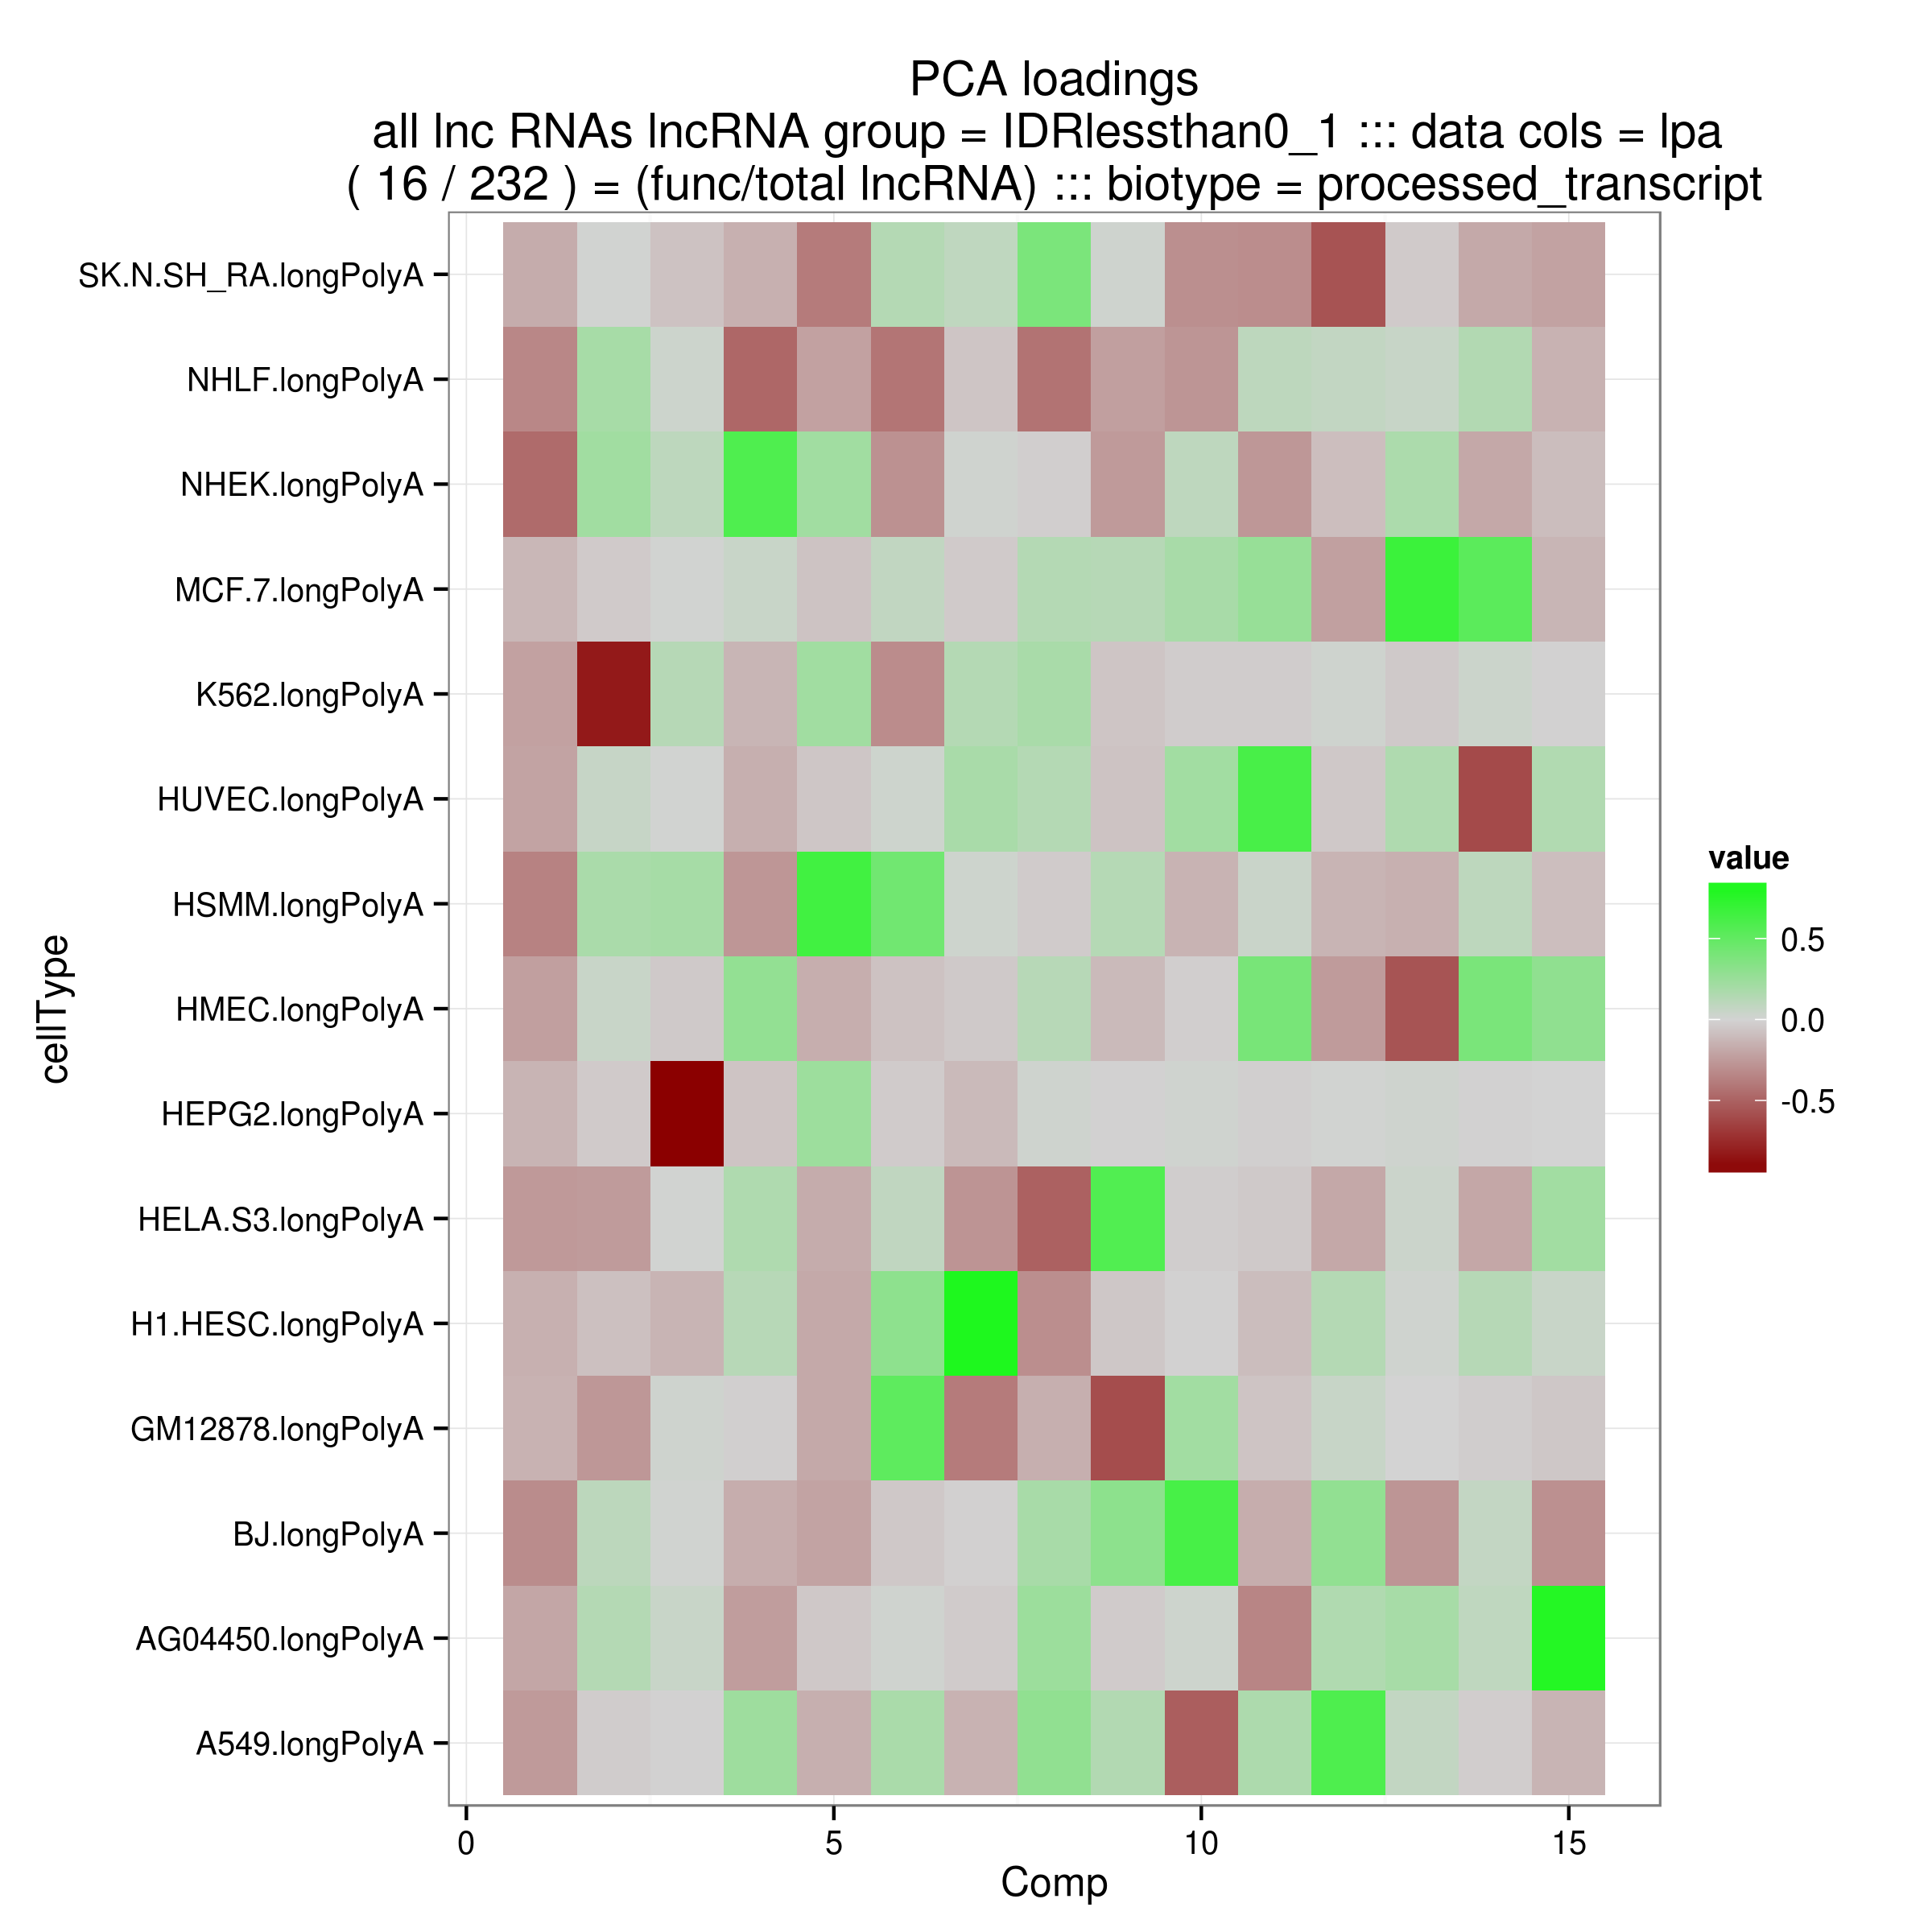 PCA loadings
all lnc RNAs lncRNA group = IDRlessthan0_1 ::: data cols = lpa
( 16 / 232 ) = (func/total lncRNA) ::: biotype = processed_transcript
SK.N.SH_RA.longPolyA
NHLF.longPolyA
NHEK.longPolyA
MCF.7.longPolyA
K562.longPolyA
HUVEC.longPolyA
HSMM.longPolyA
HMEC.longPolyA
HEPG2.longPolyA
HELA.S3.longPolyA
H1.HESC.longPolyA
GM12878.longPolyA
BJ.longPolyA
AG04450.longPolyA
A549.longPolyA
cellType
0 5 10 15
Comp
value
0.5
0.0
-0.5